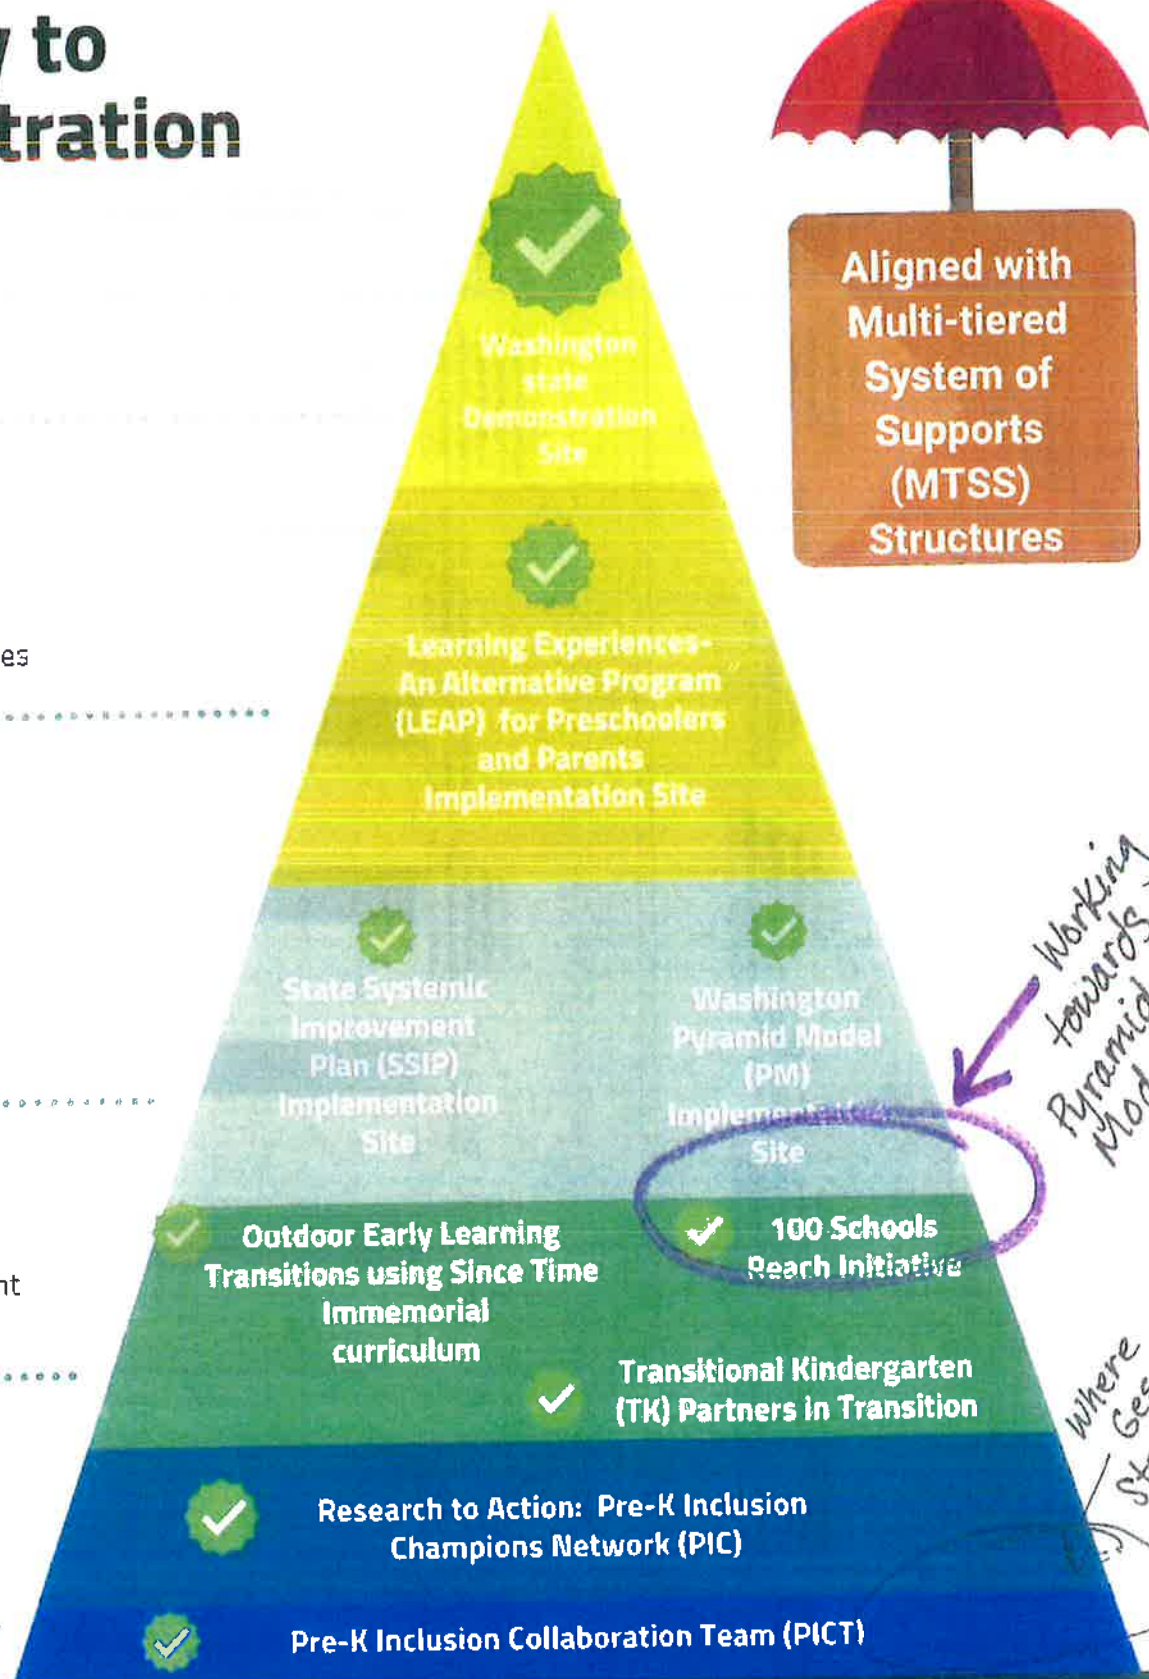 to
tration
Aligned with
Multi-tiered
System of
Supports
(MTSS)
Structures
Washington
state
Demonstration
Site
es
Learning Experiences-
An Alternative Program
(LEAP) for Preschoolers
and Parents
Implementation Site
Working
towards
Pyramid
State Systemic
Improvement
Plan (SSIP)
Implementation
Site
Washington
Pyramid Model
(PM)
Implementation
Site
Outdoor Early Learning
Transitions using Since Time
Immemorial
curriculum
100 Schools
Reach Initiative
nt
Transitional Kindergarten
(TK) Partners in Transition
Where
Research to Action: Pre-K Inclusion
Champions Network (PIC)
Pre-K Inclusion Collaboration Team (PICT)